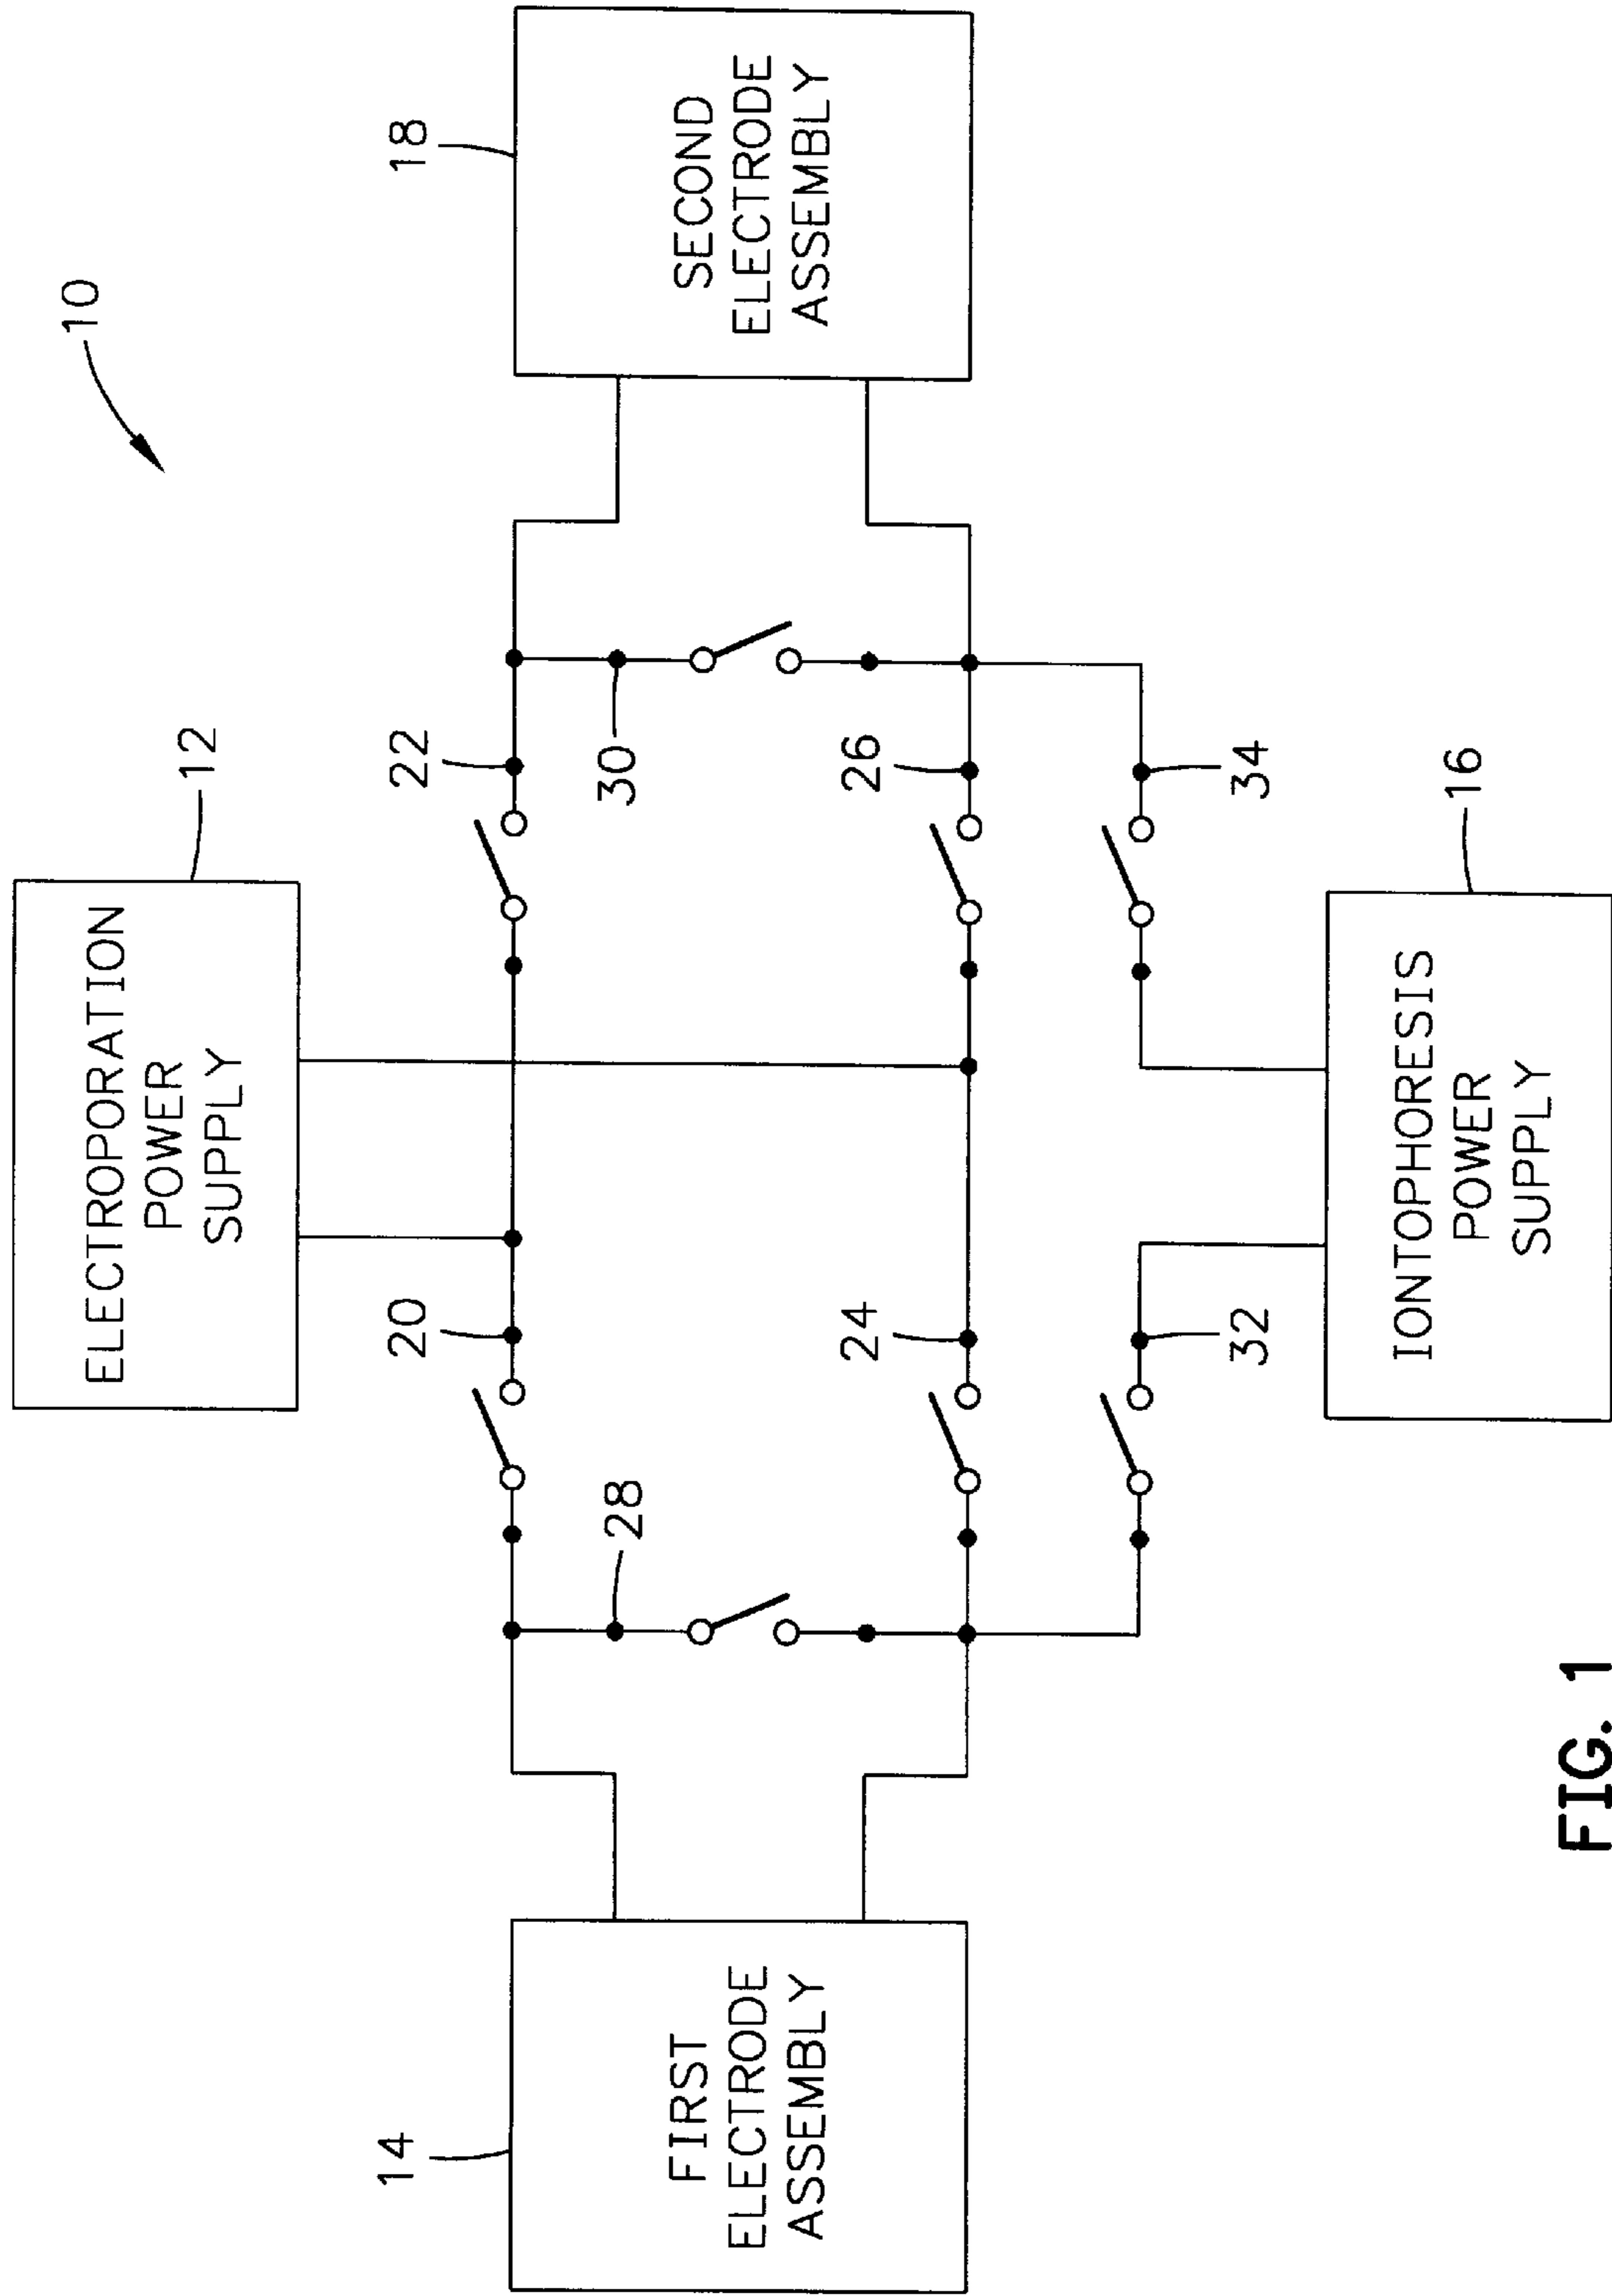 10
ELECTROPORATION
POWER
SUPPLY
12
14
FIRST
ELECTRODE
ASSEMBLY
18
SECOND
ELECTRODE
ASSEMBLY
20
22
28
30
24
26
32
34
IONTOPHORESIS
POWER
SUPPLY
16
FIG. 1